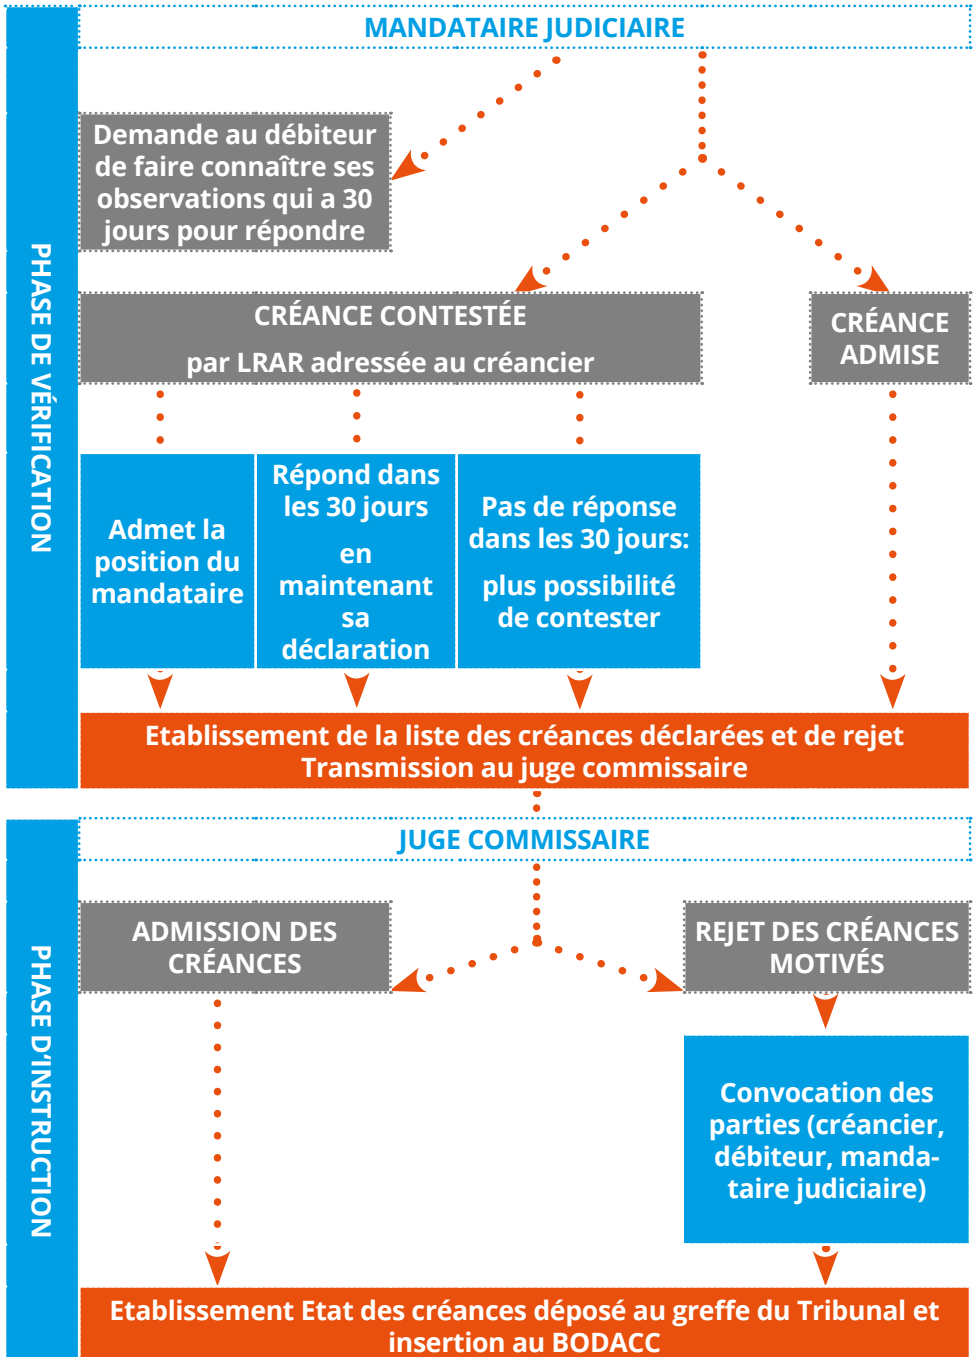 MANDATAIRE JUDICIAIRE
PHASE DE VÉRIFICATION
Demande au débiteur
de faire connaître ses
observations qui a 30
jours pour répondre
CRÉANCE CONTESTÉE
par LRAR adressée au créancier
CRÉANCE
ADMISE
Admet la
position du
mandataire
Répond dans
les 30 jours
en
maintenant
sa
déclaration
Pas de réponse
dans les 30 jours:
plus possibilité
de contester
Etablissement de la liste des créances déclarées et de rejet
Transmission au juge commissaire
JUGE COMMISSAIRE
PHASE D'INSTRUCTION
ADMISSION DES
CRÉANCES
REJET DES CRÉANCES
MOTIVÉS
Convocation des
parties (créancier,
débiteur, manda-
taire judiciaire)
Etablissement Etat des créances déposé au greffe du Tribunal et
insertion au BODACC